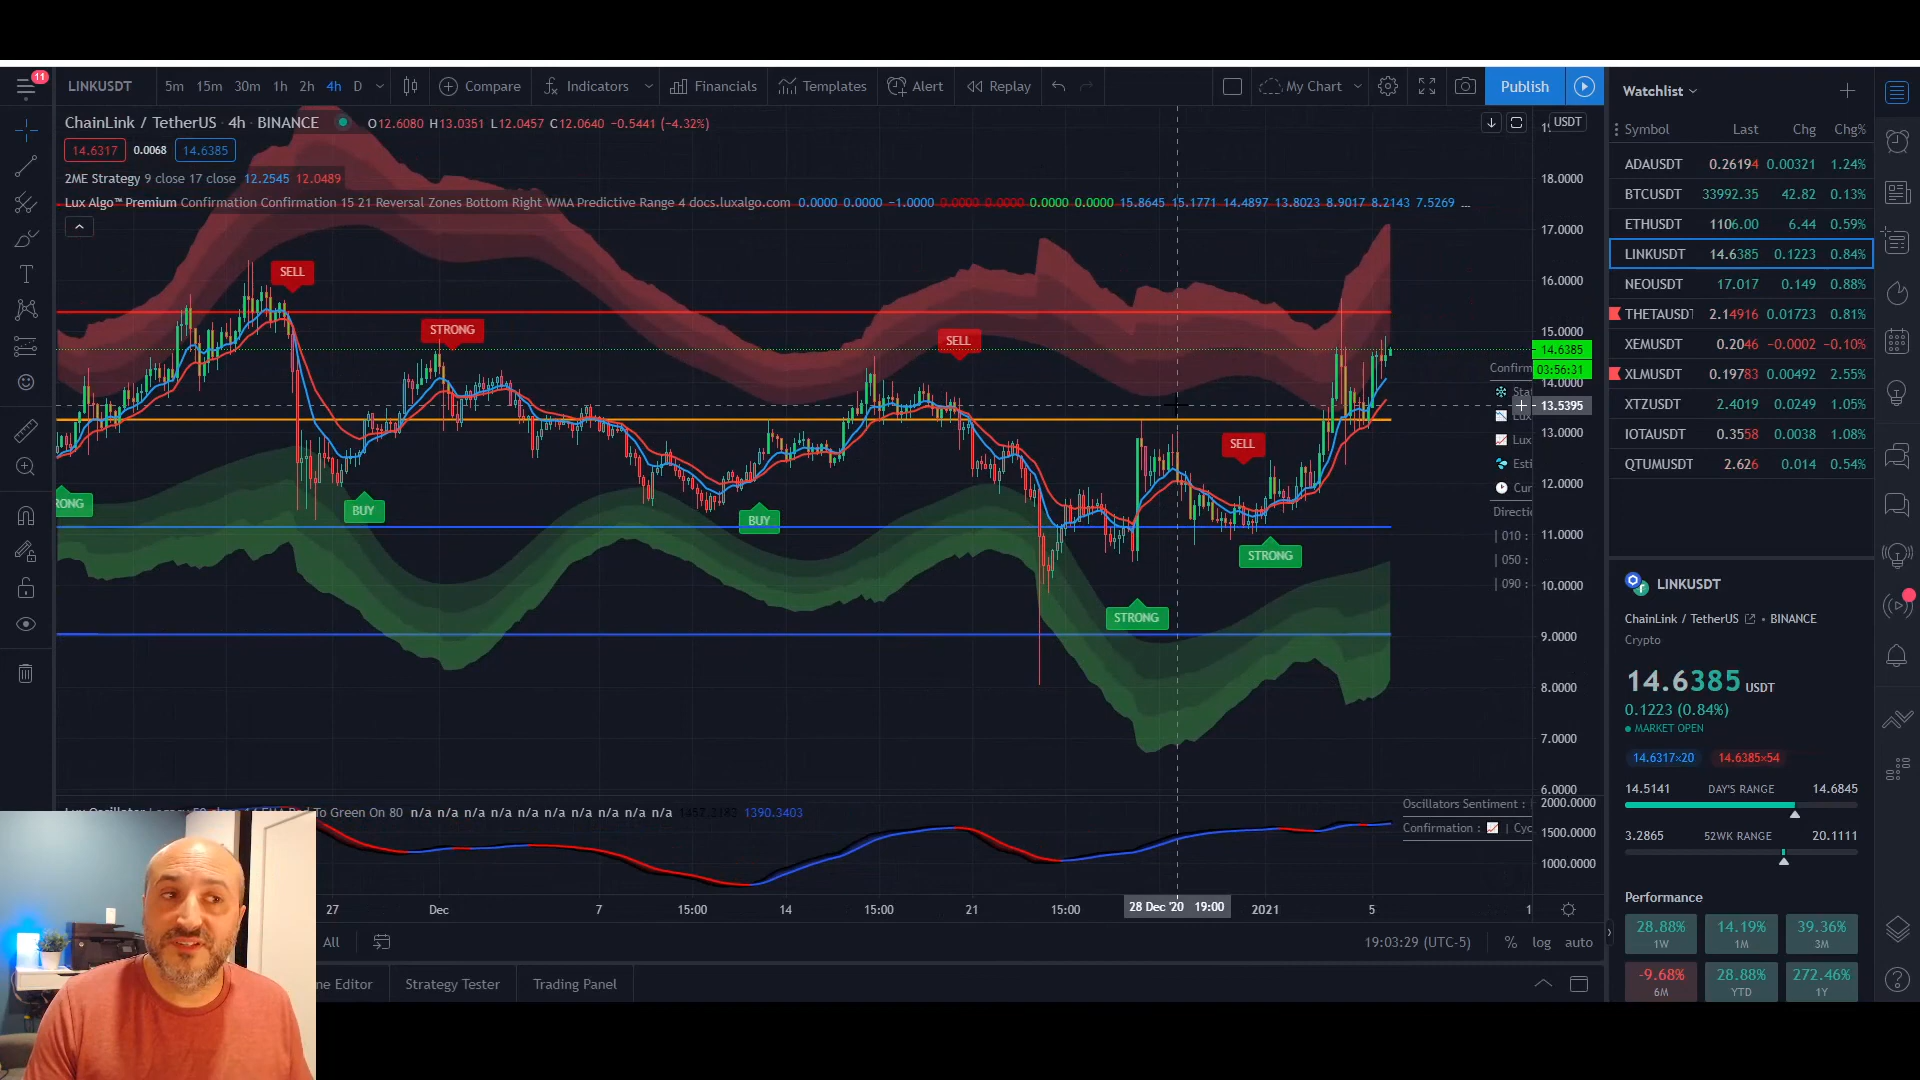 11
LINKUSDT 5m 15m 30m 1h 2h 4h D Compare Indicators Financials Templates Alert Replay My Chart Publish
ChainLink / TetherUS · 4h · BINANCE O12.6080 H13.0351 L12.0457 C12.0640 −0.5441 (−4.32%)
14.6317 0.0068 14.6385
2ME Strategy 9 close 17 close 12.2545 12.0489
Lux Algo™ Premium Confirmation Confirmation 15 21 Reversal Zones Bottom Right WMA Predictive Range 4 docs.luxalgo.com 0.0000 0.0000 −1.0000 0.0000 0.0000 0.0000 0.0000 15.8645 15.1771 14.4897 13.8023 8.9017 8.2143 7.5269 ...
USDT
18.0000
17.0000
16.0000
15.0000
14.6385
03:56:31
14.0000
13.5395
13.0000
12.0000
11.0000
10.0000
9.0000
8.0000
7.0000
6.0000
SELL
STRONG
SELL
SELL
RONG
BUY
BUY
STRONG
STRONG
Confirm
Sta
Lux
Lux
Esti
Cur
Directio
| 010 :
| 050 :
| 090 :
On 80 n/a n/a n/a n/a n/a n/a n/a n/a n/a n/a 1390.3403
Oscillators Sentiment :
Confirmation : | Cyc
2000.0000
1500.0000
1000.0000
27 Dec 7 15:00 14 15:00 21 15:00 28 Dec '20 19:00 2021 5 1
All 19:03:29 (UTC-5) % log auto
ne Editor Strategy Tester Trading Panel
Watchlist
Symbol Last Chg Chg%
ADAUSDT 0.26194 0.00321 1.24%
BTCUSDT 33992.35 42.82 0.13%
ETHUSDT 1106.00 6.44 0.59%
LINKUSDT 14.6385 0.1223 0.84%
NEOUSDT 17.017 0.149 0.88%
THETAUSDT 2.14916 0.01723 0.81%
XEMUSDT 0.2046 −0.0002 −0.10%
XLMUSDT 0.19783 0.00492 2.55%
XTZUSDT 2.4019 0.0249 1.05%
IOTAUSDT 0.3558 0.0038 1.08%
QTUMUSDT 2.626 0.014 0.54%
LINKUSDT
ChainLink / TetherUS • BINANCE
Crypto
14.6385 USDT
0.1223 (0.84%)
MARKET OPEN
14.6317×20 14.6385×54
14.5141 DAY'S RANGE 14.6845
3.2865 52WK RANGE 20.1111
Performance
28.88% 14.19% 39.36%
1W 1M 3M
-9.68% 28.88% 272.46%
6M YTD 1Y